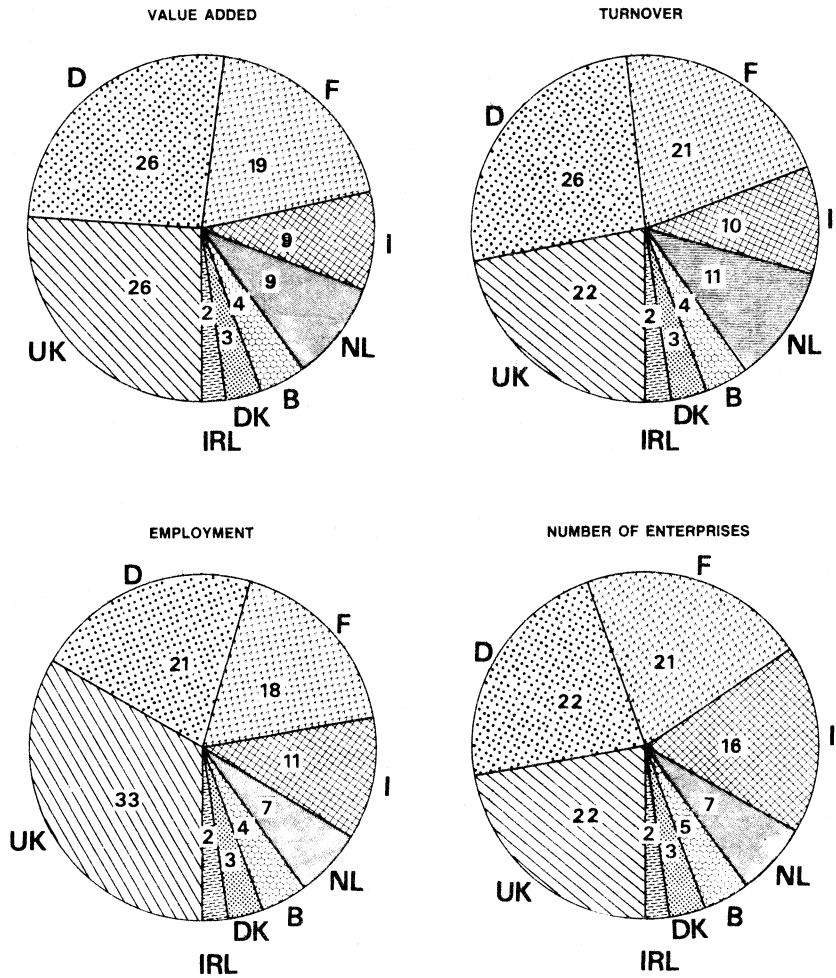 VALUE ADDED
D
F
26
19
9
I
26
9
2
4
3
UK
NL
B
DK
IRL
TURNOVER
F
D
21
26
10
I
11
22
4
2
3
NL
UK
B
DK
IRL
EMPLOYMENT
D
F
21
18
11
I
33
7
4
2
3
UK
NL
B
DK
IRL
NUMBER OF ENTERPRISES
F
D
21
22
16
I
7
22
5
2
3
NL
UK
B
DK
IRL